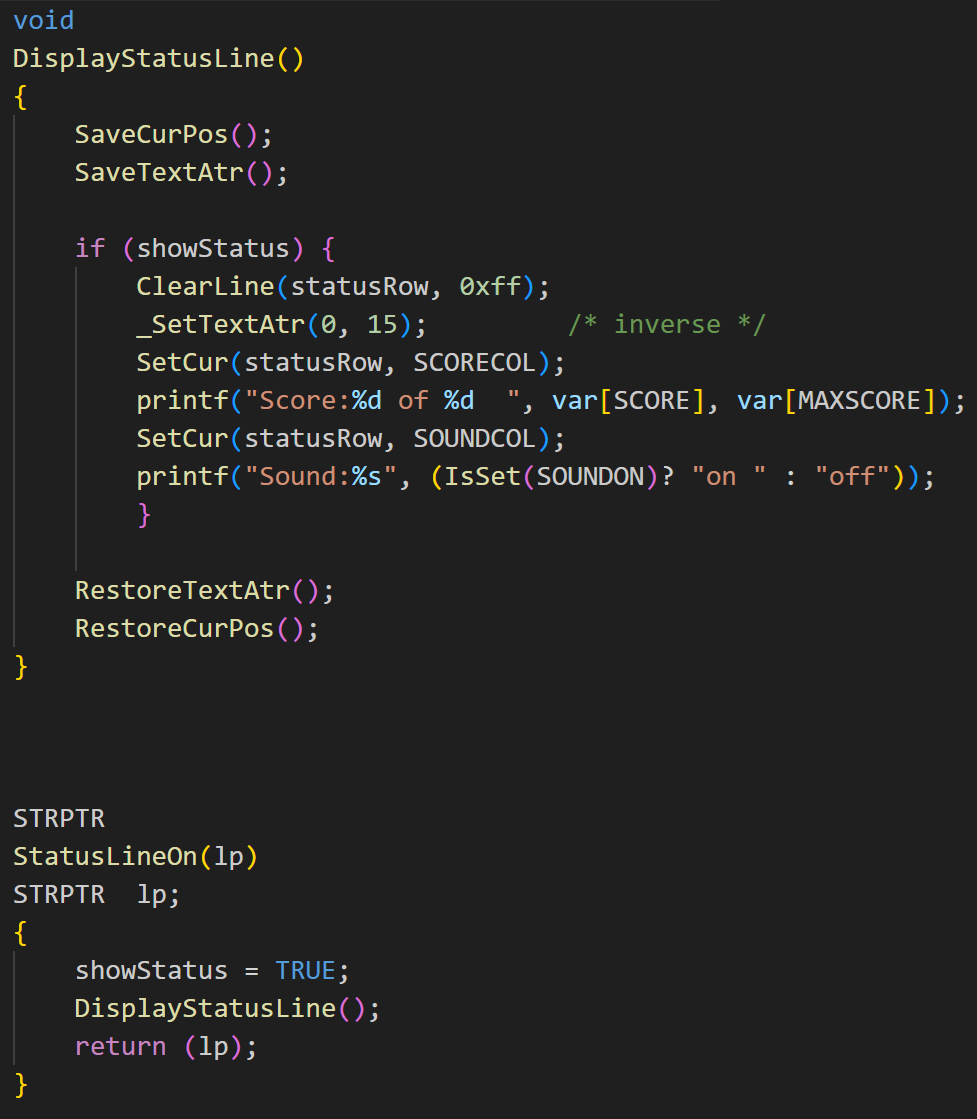 void
DisplayStatusLine()
{
    SaveCurPos();
    SaveTextAtr();

    if (showStatus) {
        ClearLine(statusRow, 0xff);
        _SetTextAtr(0, 15);         /* inverse */
        SetCur(statusRow, SCORECOL);
        printf("Score:%d of %d  ", var[SCORE], var[MAXSCORE]);
        SetCur(statusRow, SOUNDCOL);
        printf("Sound:%s", (IsSet(SOUNDON)? "on " : "off"));
        }

    RestoreTextAtr();
    RestoreCurPos();
}



STRPTR
StatusLineOn(lp)
STRPTR  lp;
{
    showStatus = TRUE;
    DisplayStatusLine();
    return (lp);
}